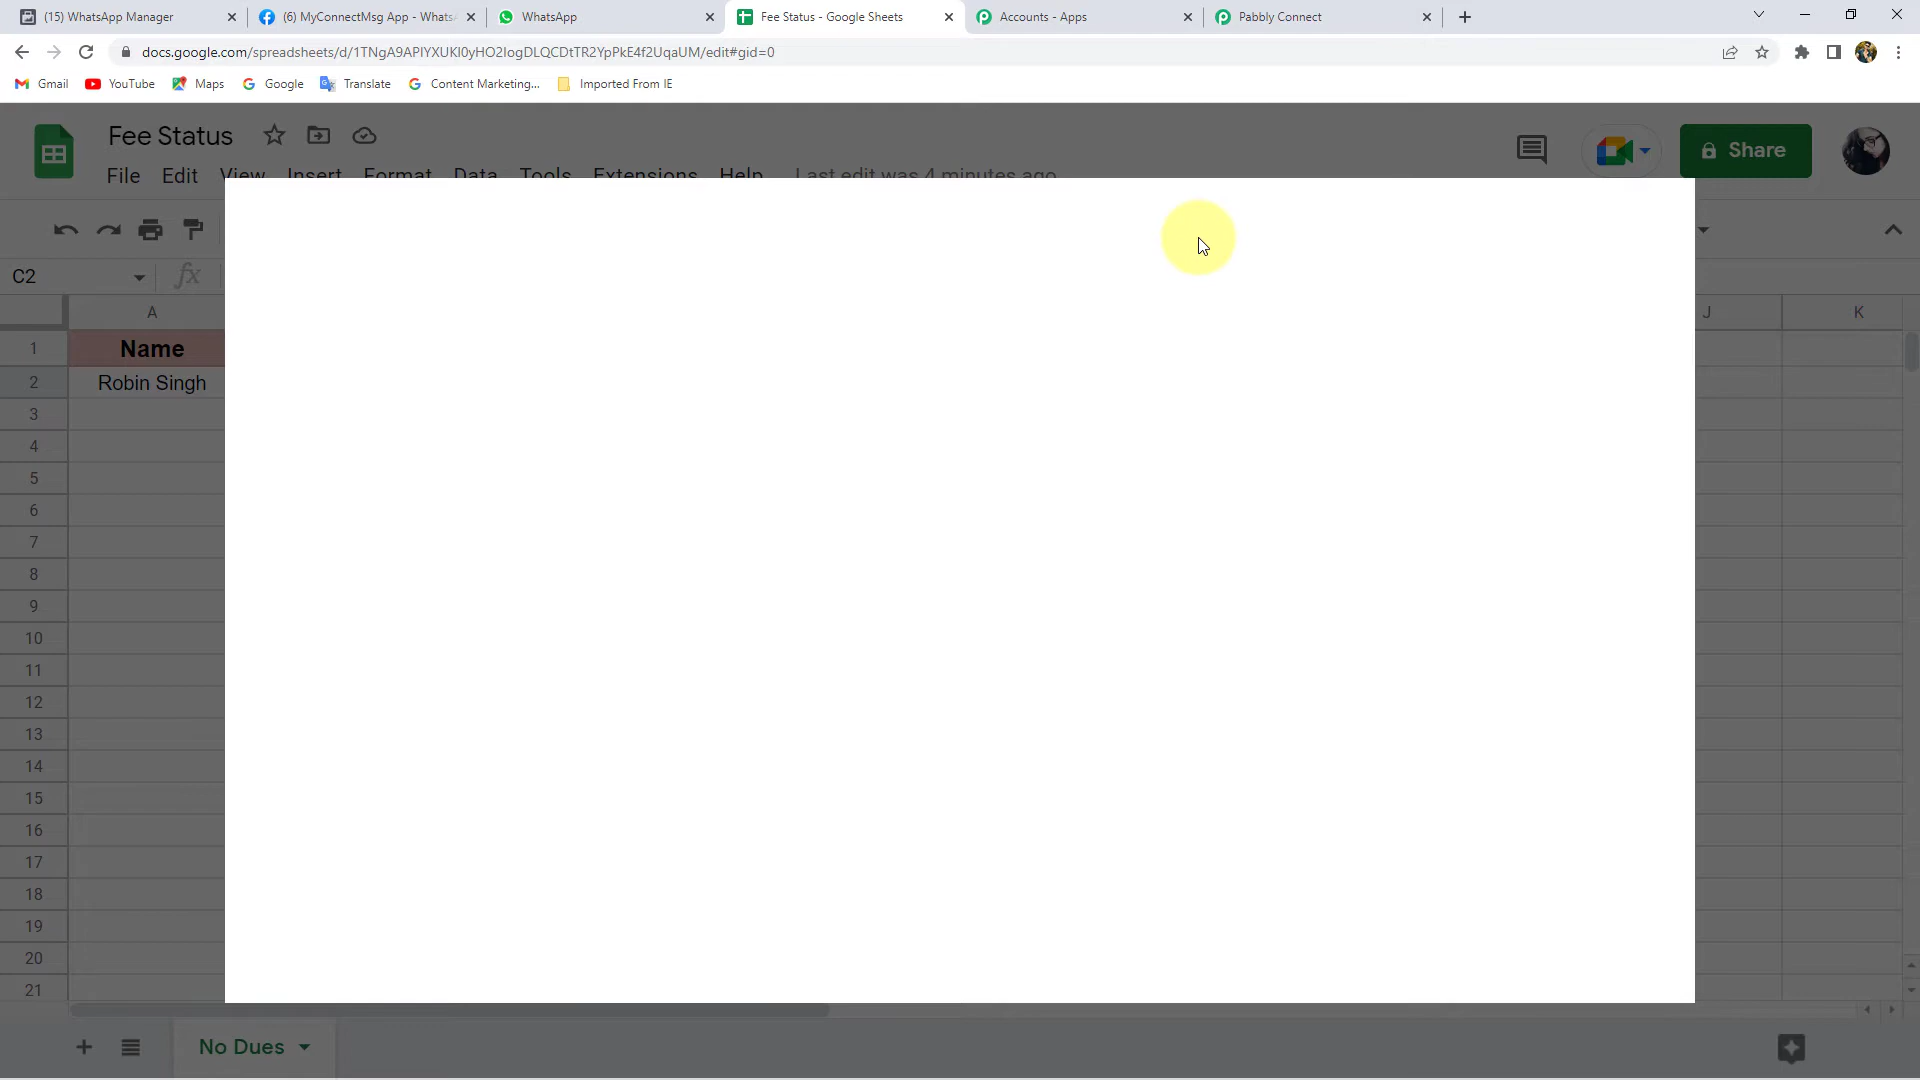 (15) WhatsApp Manager
(6) MyConnectMsg App - Whats
WhatsApp
Fee Status - Google Sheets
Accounts - Apps
Pabbly Connect
docs.google.com/spreadsheets/d/1TNgA9APIYXUKI0yHO2IogDLQCDtTR2YpPkE4f2UqaUM/edit#gid=0
Gmail
YouTube
Maps
Google
Translate
Content Marketing...
Imported From IE
Fee Status
Share
File Edit View Insert Format Data Tools Extensions Help Last edit was 4 minutes ago
C2
fx
A
J
K
1 Name
2 Robin Singh
3
4
5
6
7
8
9
10
11
12
13
14
15
16
17
18
19
20
21
No Dues